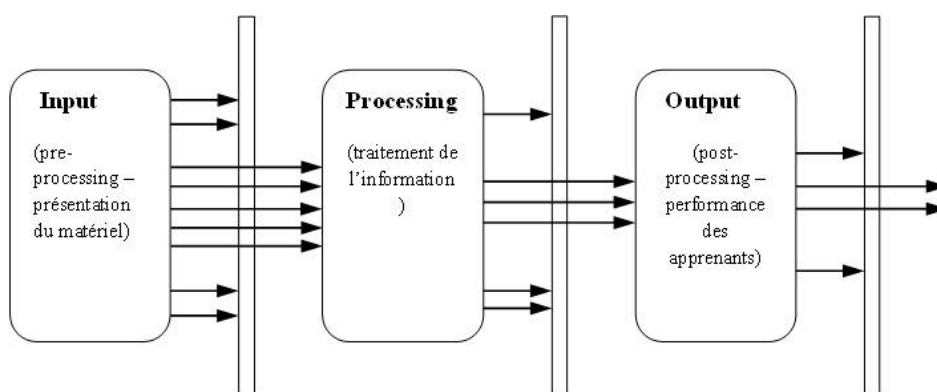 Input
(pre-
processing –
présentation
du matériel)
Processing
(traitement de
l’information
)
Output
(post-
processing –
performance
des
apprenants)